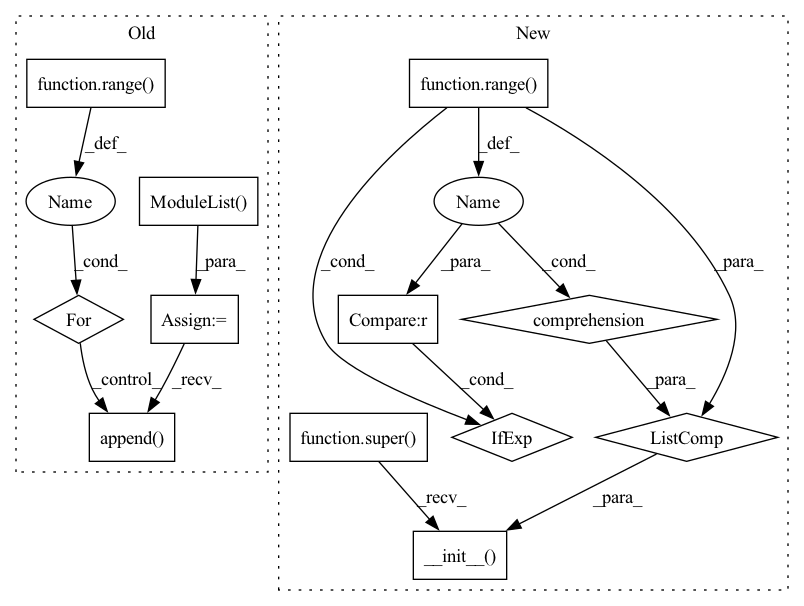 Old
New
function.range()
function.range()
_def_
_def_
Name
ModuleList()
Name
_cond_
_para_
_cond_
_para_
_cond_
_para_
For
Assign:=
Compare:r
comprehension
_control_
_recv_
_cond_
_para_
append()
function.super()
IfExp
ListComp
_recv_
_para_
__init__()